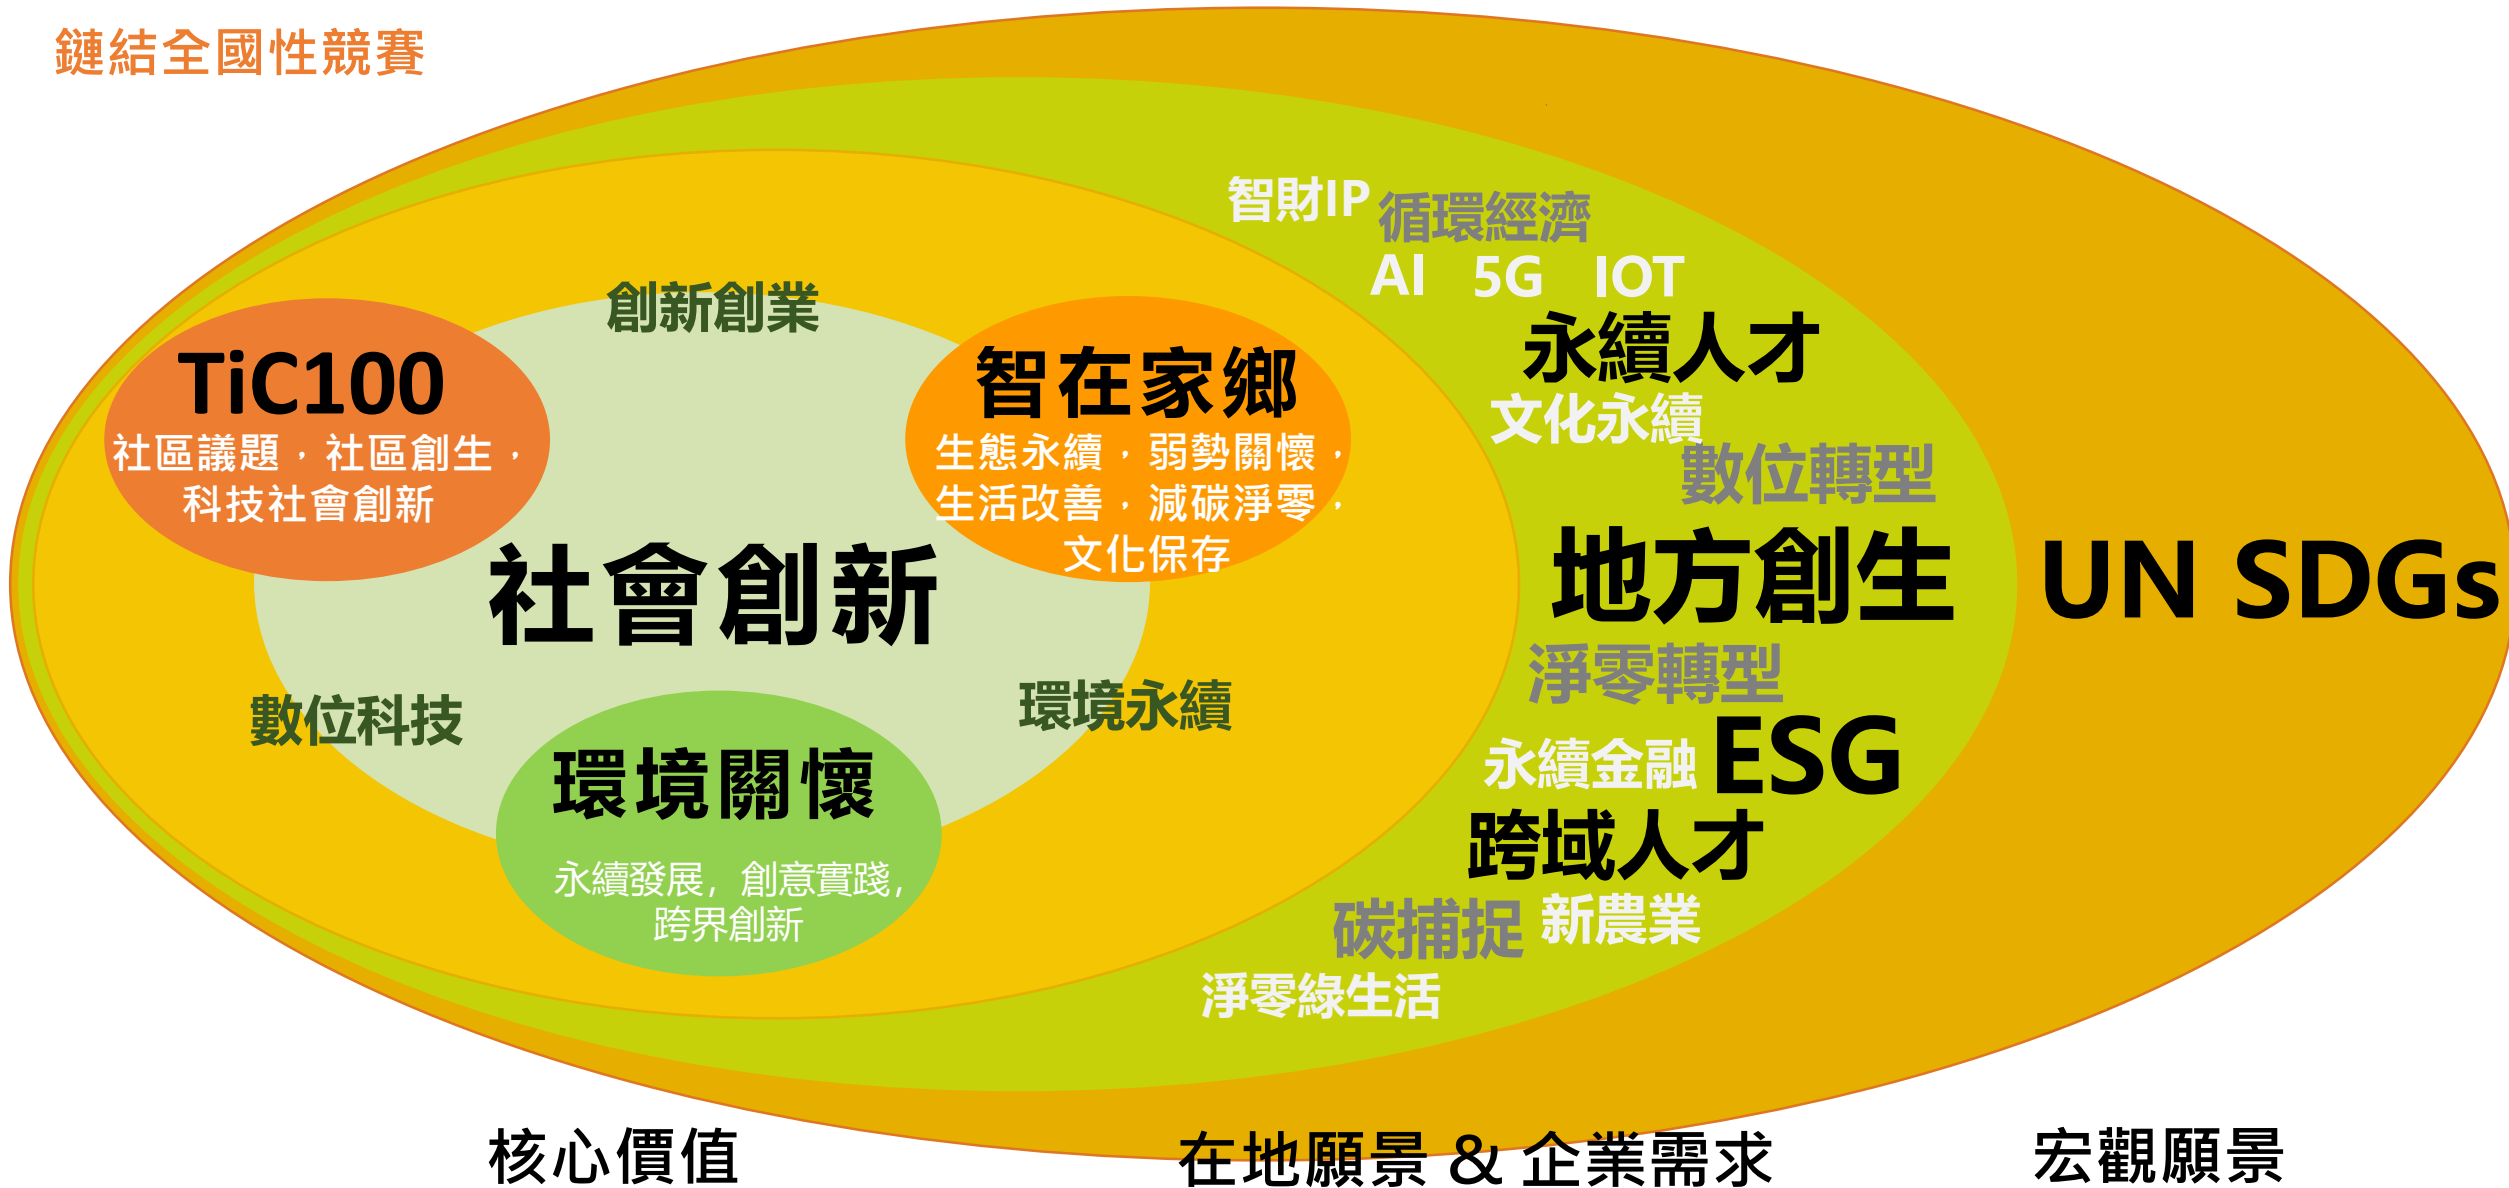 鏈結全國性競賽
智財IP
循環經濟
AI 5G IOT
創新創業
永續人才
TiC100
社區議題，社區創生，
科技社會創新
智在家鄉
生態永續，弱勢關懷，
生活改善，減碳淨零，
文化保存
文化永續
數位轉型
社會創新
地方創生
UN SDGs
淨零轉型
數位科技
環境永續
永續金融
ESG
環境關懷
永續發展, 創意實踐,
跨界創新
跨域人才
碳捕捉
新農業
淨零綠生活
核心價值
在地願景 & 企業需求
宏觀願景